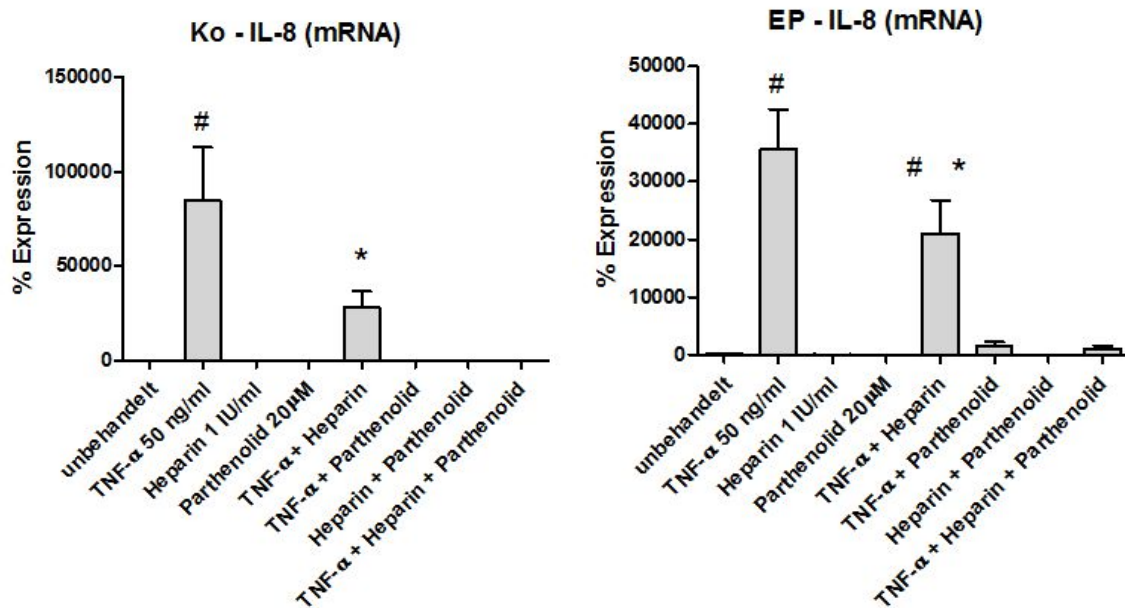 Ko - IL-8 (mRNA)
% Expression
150000
100000
50000
0
#
*
unbehandelt
TNF-α 50 ng/ml
Heparin 1 IU/ml
Parthenolid 20µM
TNF-α + Heparin
TNF-α + Parthenolid
Heparin + Parthenolid
TNF-α + Heparin + Parthenolid
EP - IL-8 (mRNA)
% Expression
50000
40000
30000
20000
10000
0
#
# *
unbehandelt
TNF-α 50 ng/ml
Heparin 1 IU/ml
Parthenolid 20µM
TNF-α + Heparin
TNF-α + Parthenolid
Heparin + Parthenolid
TNF-α + Heparin + Parthenolid